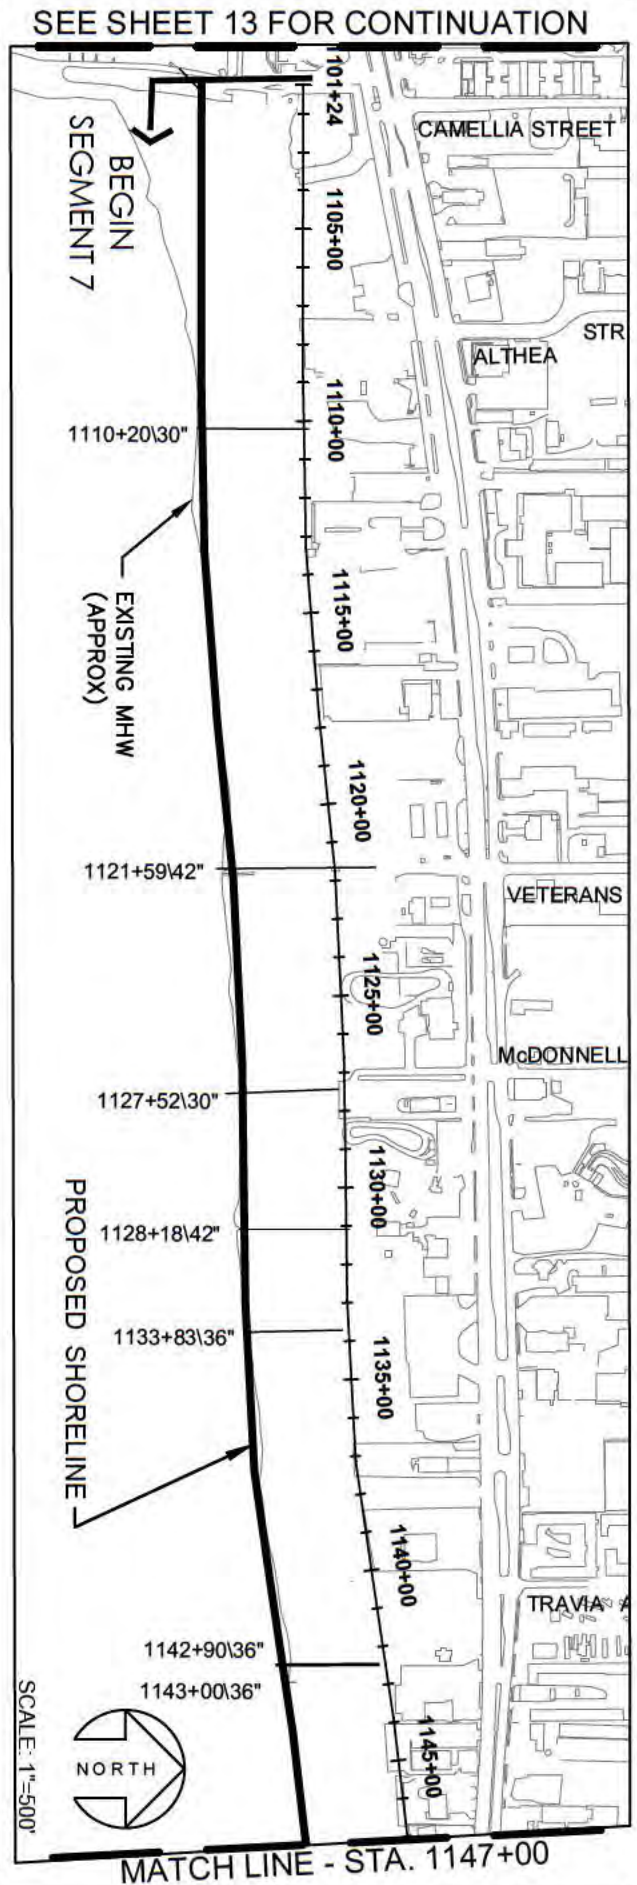 SEE SHEET 13 FOR CONTINUATION
1101+24
CAMELLIA STREET
BEGIN
SEGMENT 7
1105+00
STR
ALTHEA
1110+00
1110+20\30"
EXISTING MHW
(APPROX)
1115+00
1120+00
1121+59\42"
VETERANS
1125+00
McDONNELL
1127+52\30"
1130+00
PROPOSED SHORELINE
1128+18\42"
1133+83\36"
1135+00
1140+00
TRAVIA A
1142+90\36"
1143+00\36"
1145+00
NORTH
SCALE: 1"=500'
MATCH LINE - STA. 1147+00